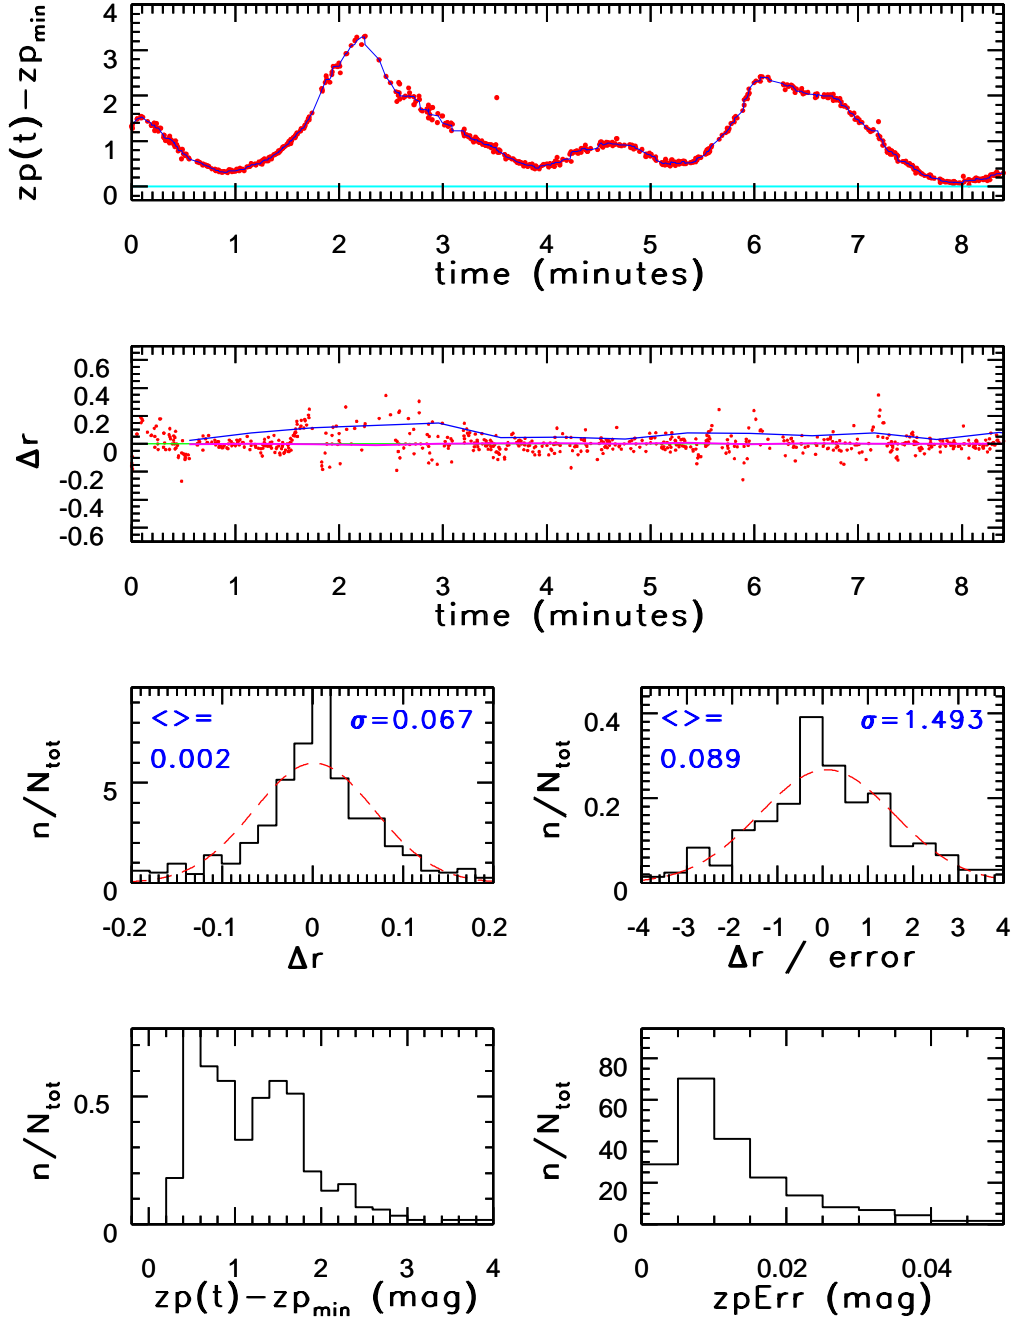 zp(t)−zp_min
4
3
2
1
0
0 1 2 3 4 5 6 7 8
time (minutes)
Δr
0.6
0.4
0.2
0
-0.2
-0.4
-0.6
0 1 2 3 4 5 6 7 8
time (minutes)
n/N_tot
5
0
<>=
0.002
σ=0.067
-0.2 -0.1 0 0.1 0.2
Δr
n/N_tot
0.4
0.2
0
<>=
0.089
σ=1.493
-4 -3 -2 -1 0 1 2 3 4
Δr / error
n/N_tot
0.5
0
0 1 2 3 4
zp(t)−zp_min (mag)
n/N_tot
80
60
40
20
0
0 0.02 0.04
zpErr (mag)